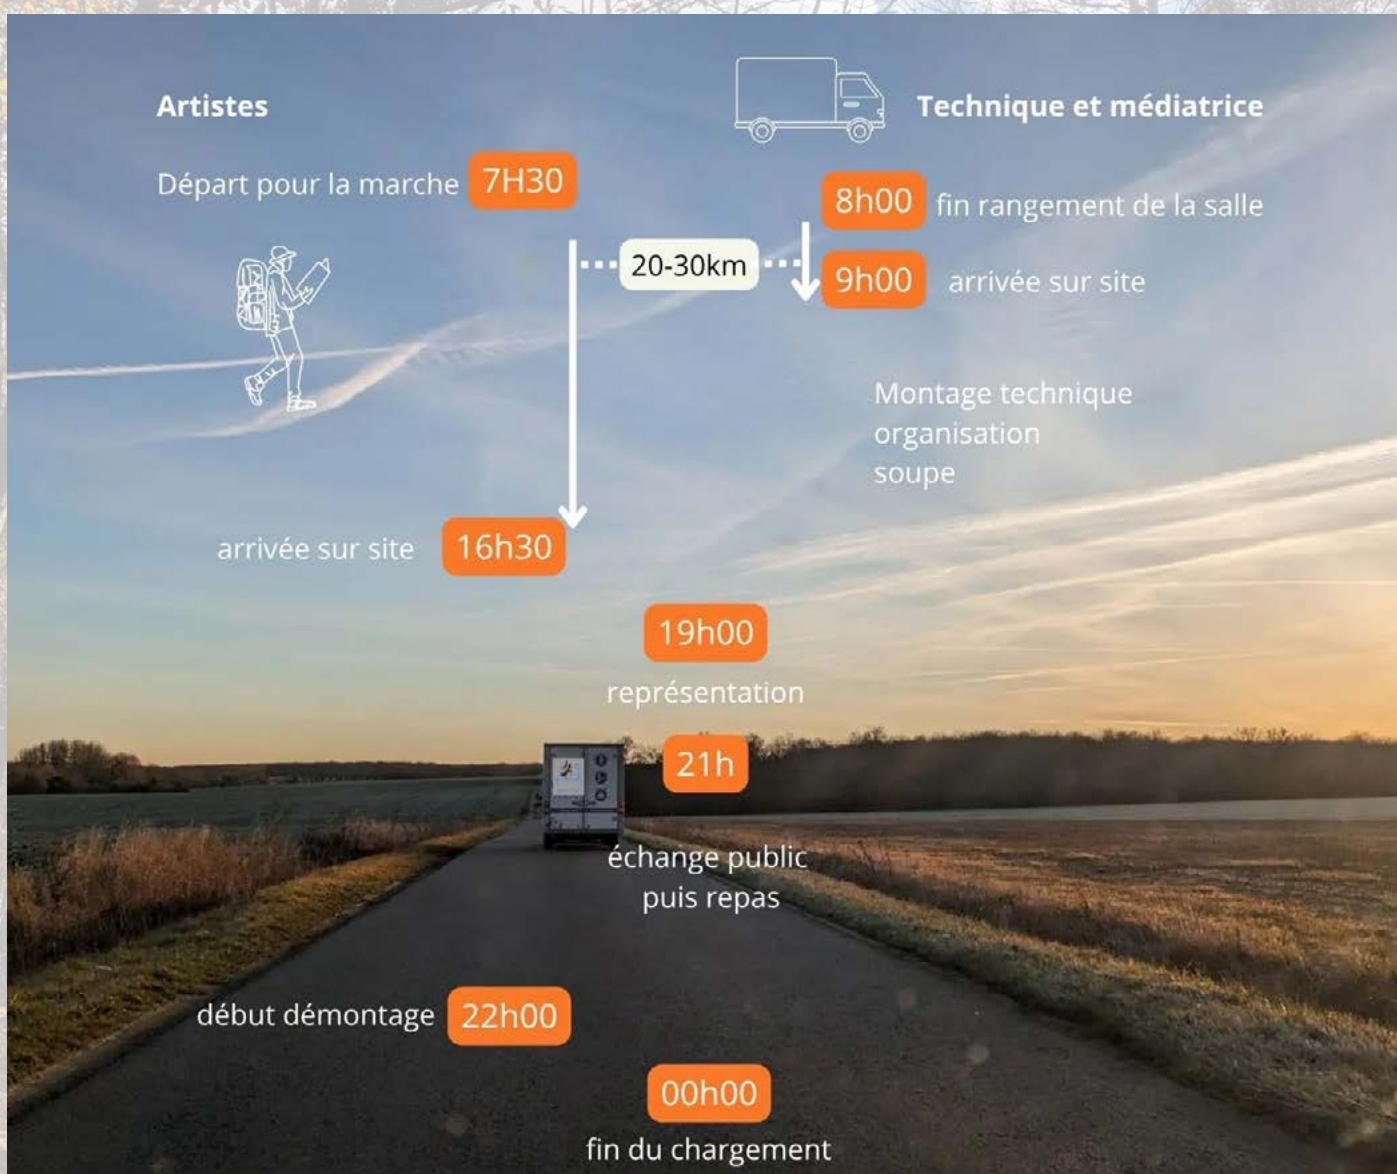 Artistes
Technique et médiatrice
Départ pour la marche 7H30
8h00 fin rangement de la salle
20-30km
9h00 arrivée sur site
Montage technique
organisation
soupe
arrivée sur site 16h30
19h00
représentation
21h
échange public
puis repas
début démontage 22h00
00h00
fin du chargement